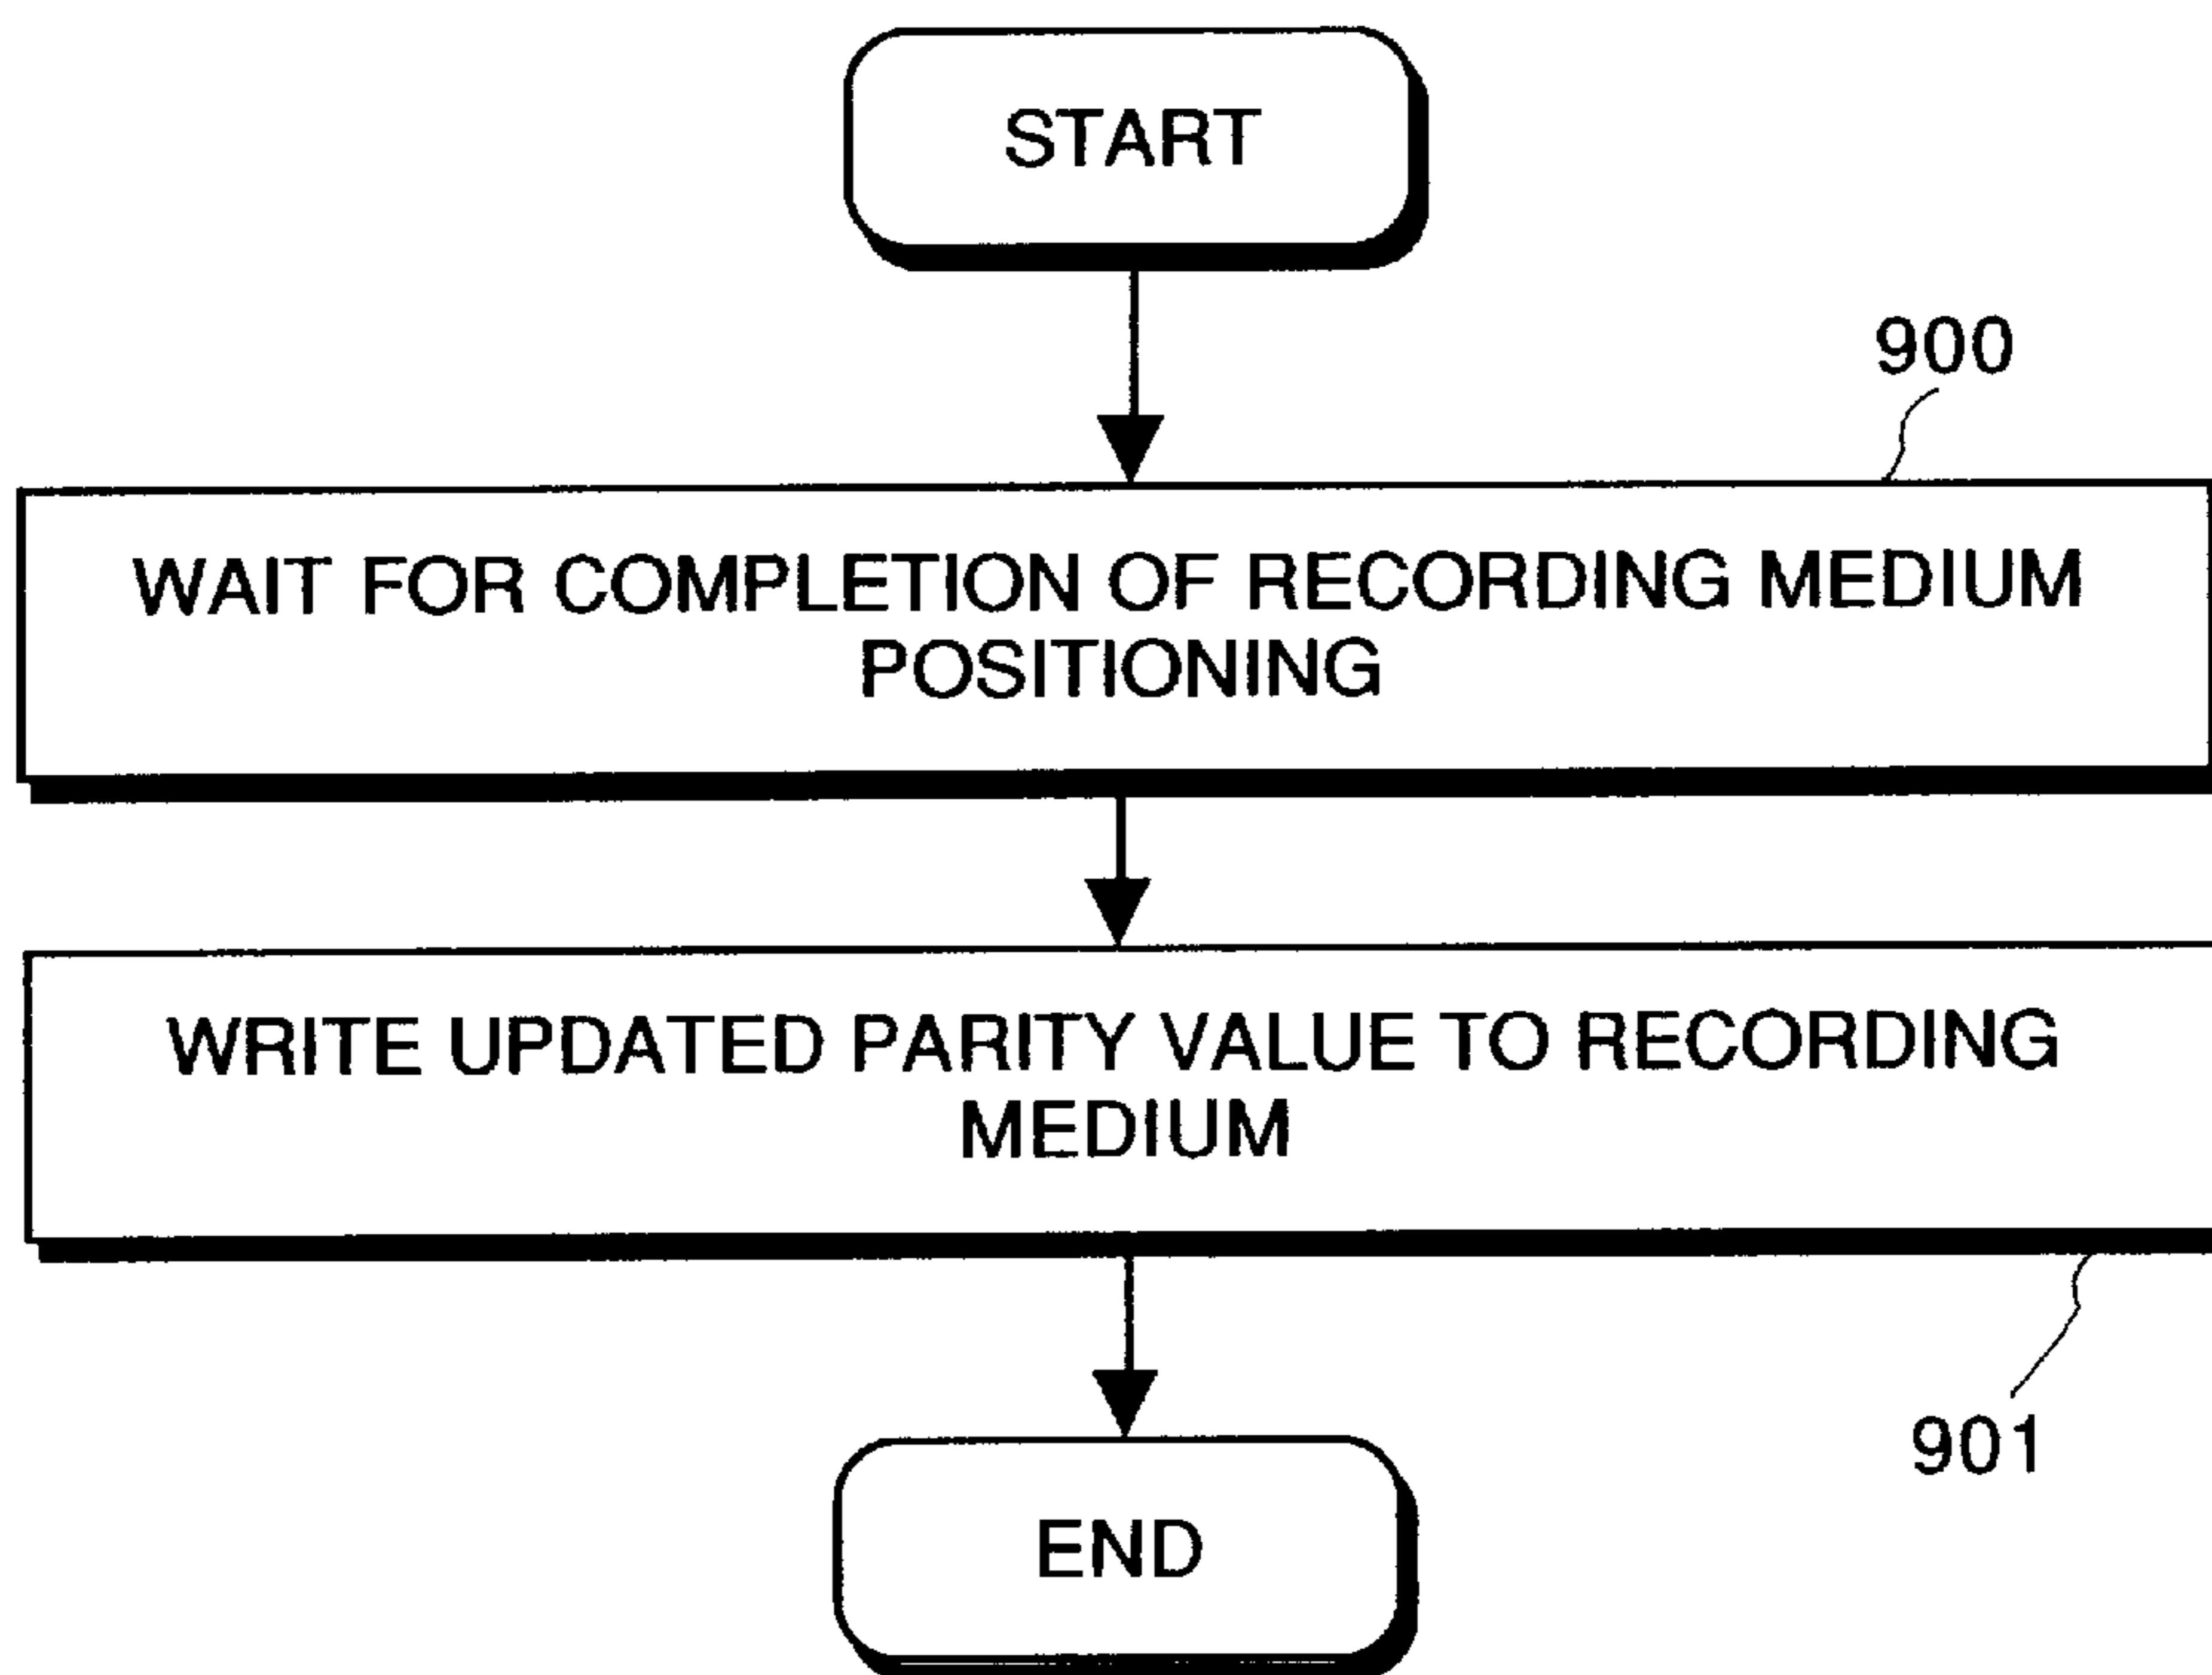 START
900
WAIT FOR COMPLETION OF RECORDING MEDIUM
POSITIONING
WRITE UPDATED PARITY VALUE TO RECORDING
MEDIUM
901
END